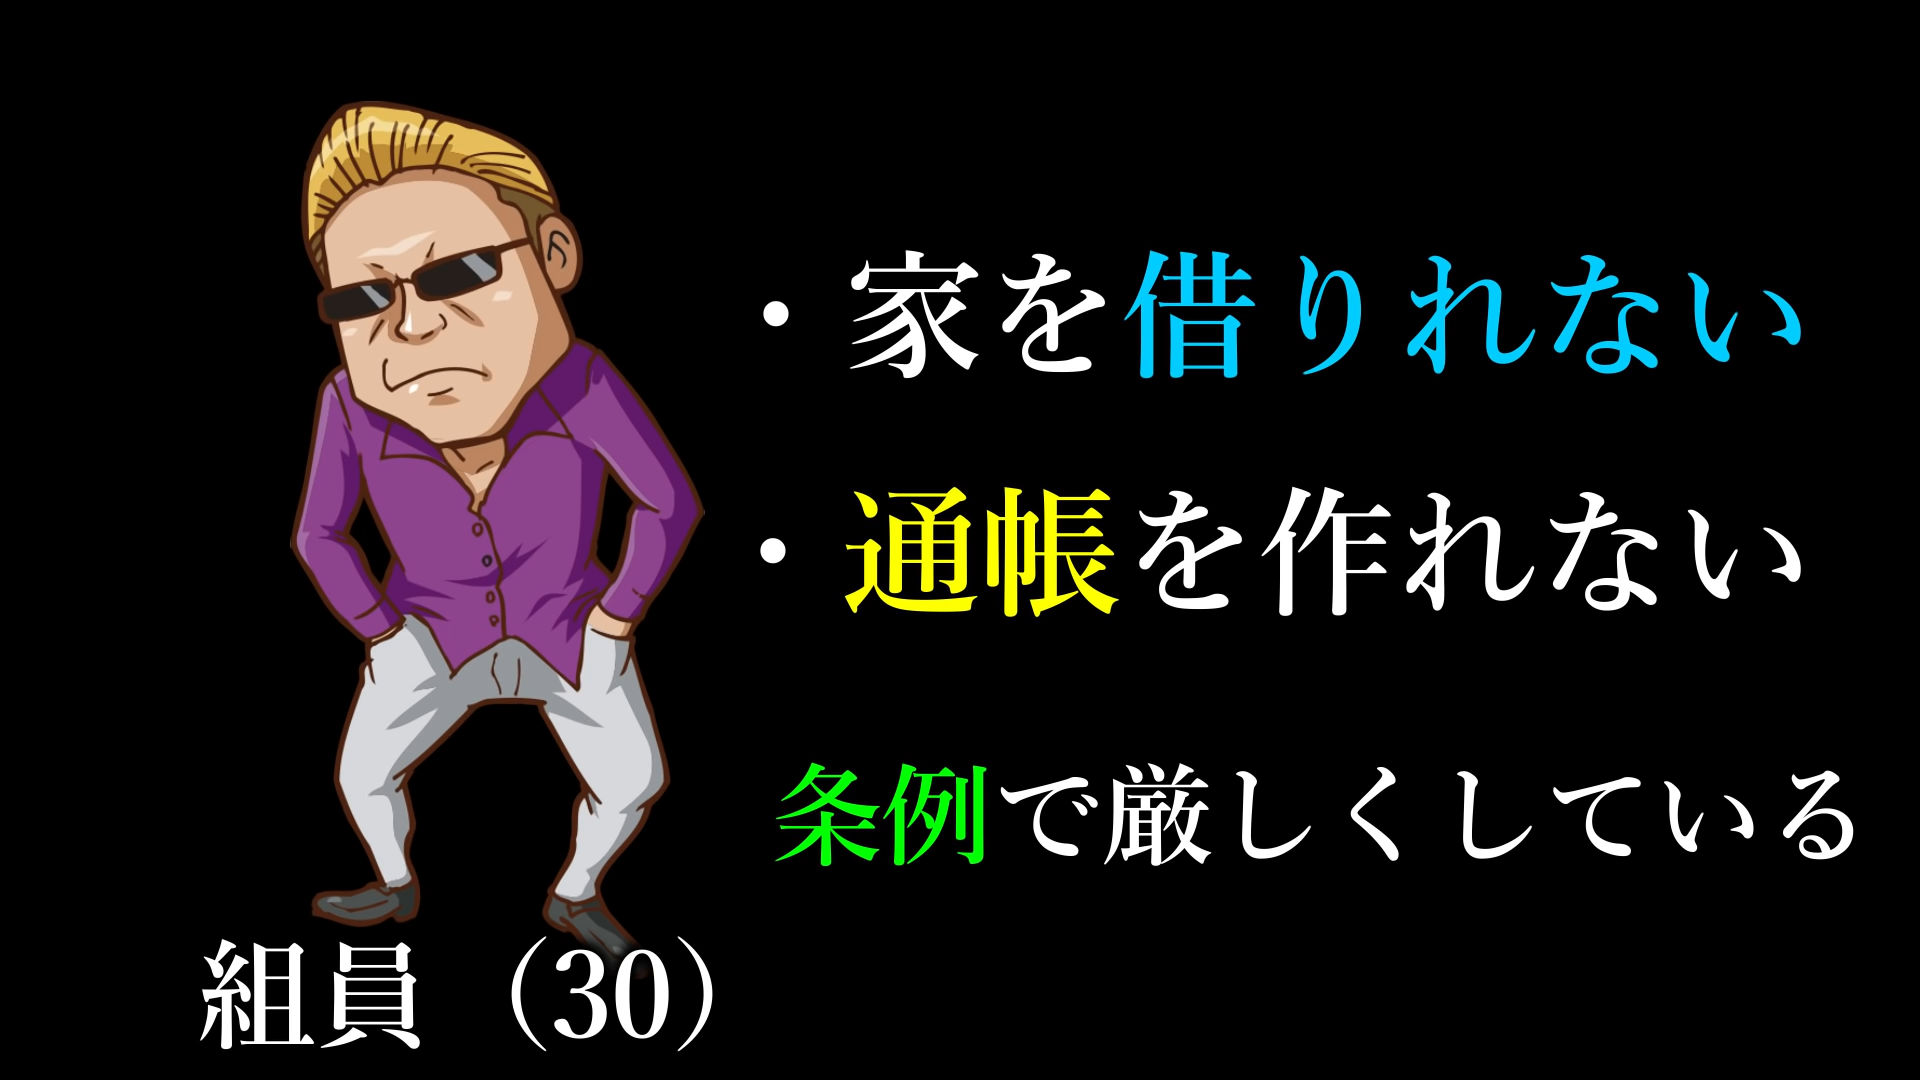 ・家を借りれない
・通帳を作れない
条例で厳しくしている
組員（30）